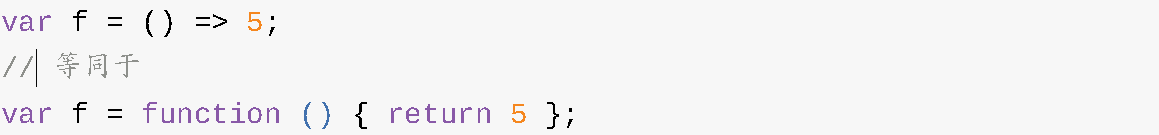 var f = () => 5;
// 等同于
var f = function () { return 5 };